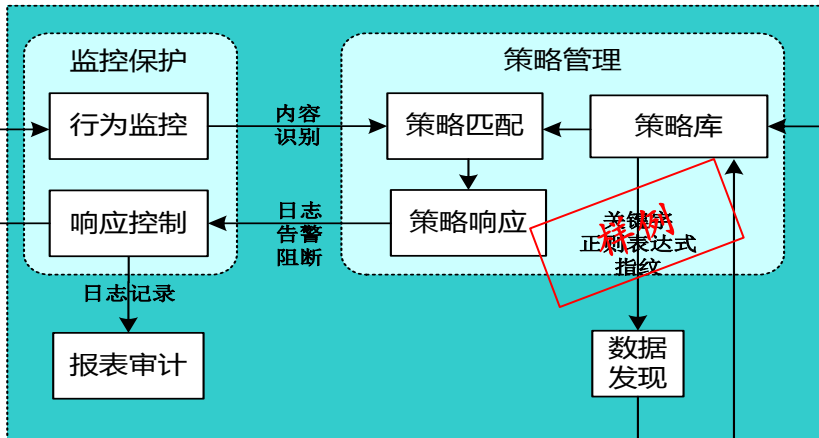 监控保护
策略管理
行为监控
内容
识别
策略匹配
策略库
响应控制
日志
告警
阻断
策略响应
关键字
正则表达式
指纹
样例
日志记录
报表审计
数据
发现